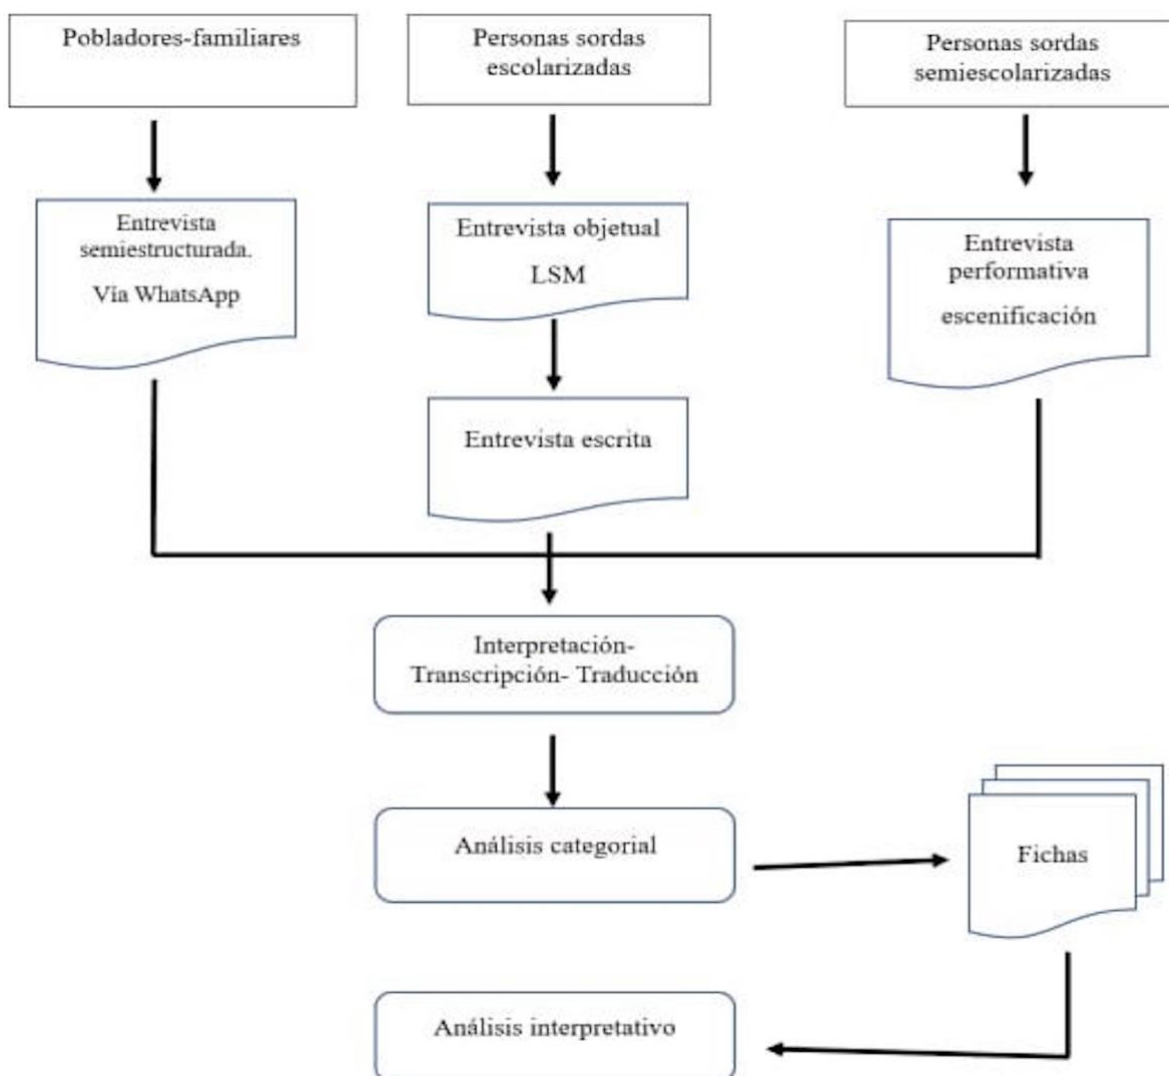 Pobladores-familiares
Personas sordas
escolarizadas
Personas sordas
semiescolarizadas
Entrevista
semiestructurada.
Vía WhatsApp
Entrevista objetual
LSM
Entrevista
performativa
escenificación
Entrevista escrita
Interpretación-
Transcripción- Traducción
Análisis categorial
Fichas
Análisis interpretativo